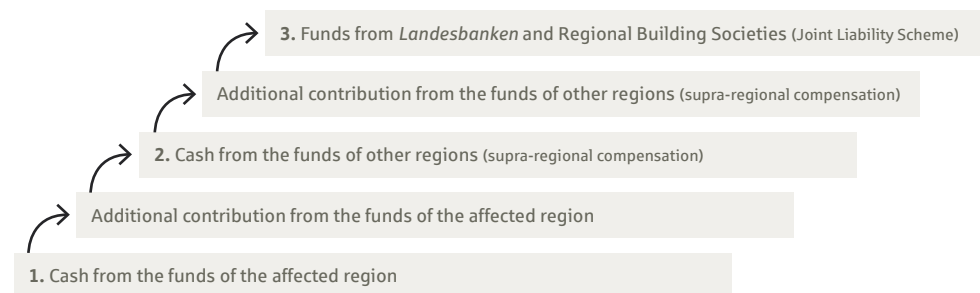 3. Funds from Landesbanken and Regional Building Societies (Joint Liability Scheme)
Additional contribution from the funds of other regions (supra-regional compensation)
2. Cash from the funds of other regions (supra-regional compensation)
Additional contribution from the funds of the affected region
1. Cash from the funds of the affected region